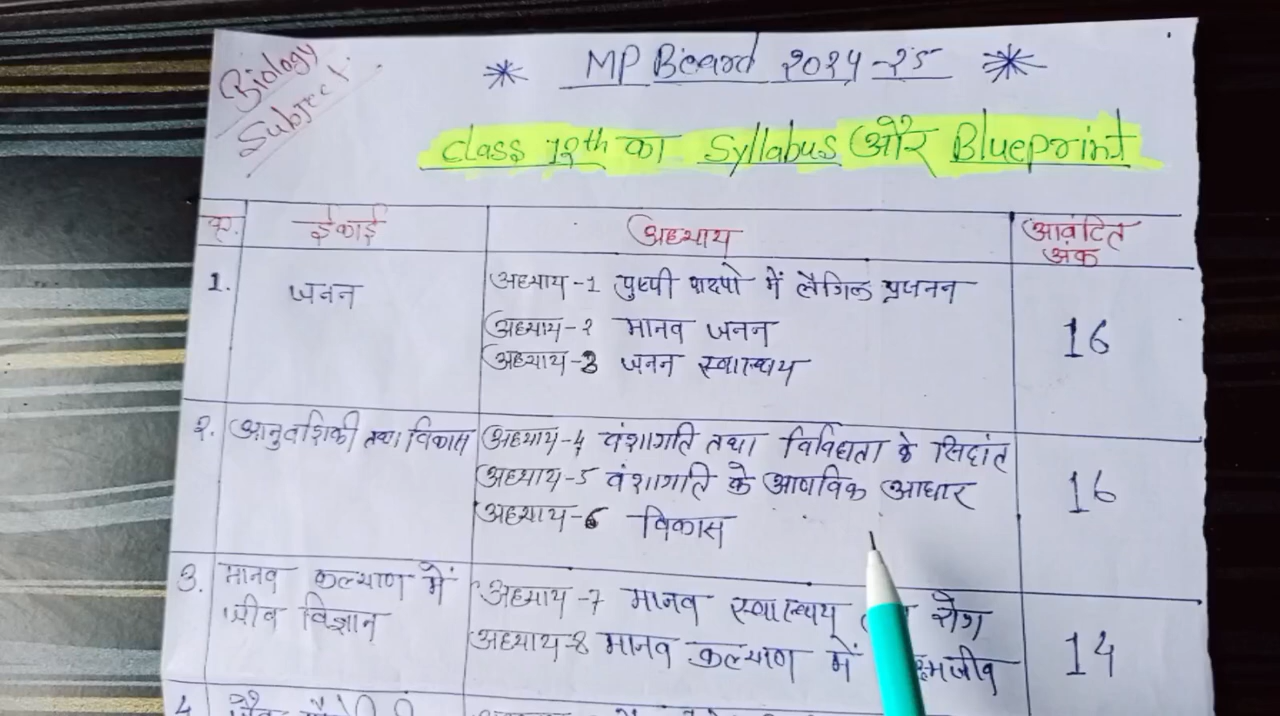 Biology
Subject
MP Board 2024-25
Class 12th का Syllabus और Blueprint
क्र. ईकाई अध्याय आवंटित अंक
1. जनन अध्याय-1 पुष्पी पादपो में लैगिक प्रजनन 16
अध्याय-2 मानव जनन
अध्याय-3 जनन स्वास्थ्य
2. आनुवशिकी तथा विकास अध्याय-4 वंशागति तथा विविधता के सिद्दांत 16
अध्याय-5 वंशागति के आणविक आधार
अध्याय-6 विकास
3. मानव कल्याण में अध्याय-7 मानव स्वास्थ्य रोग 14
जीव विज्ञान अध्याय-8 मानव कल्याण में
4